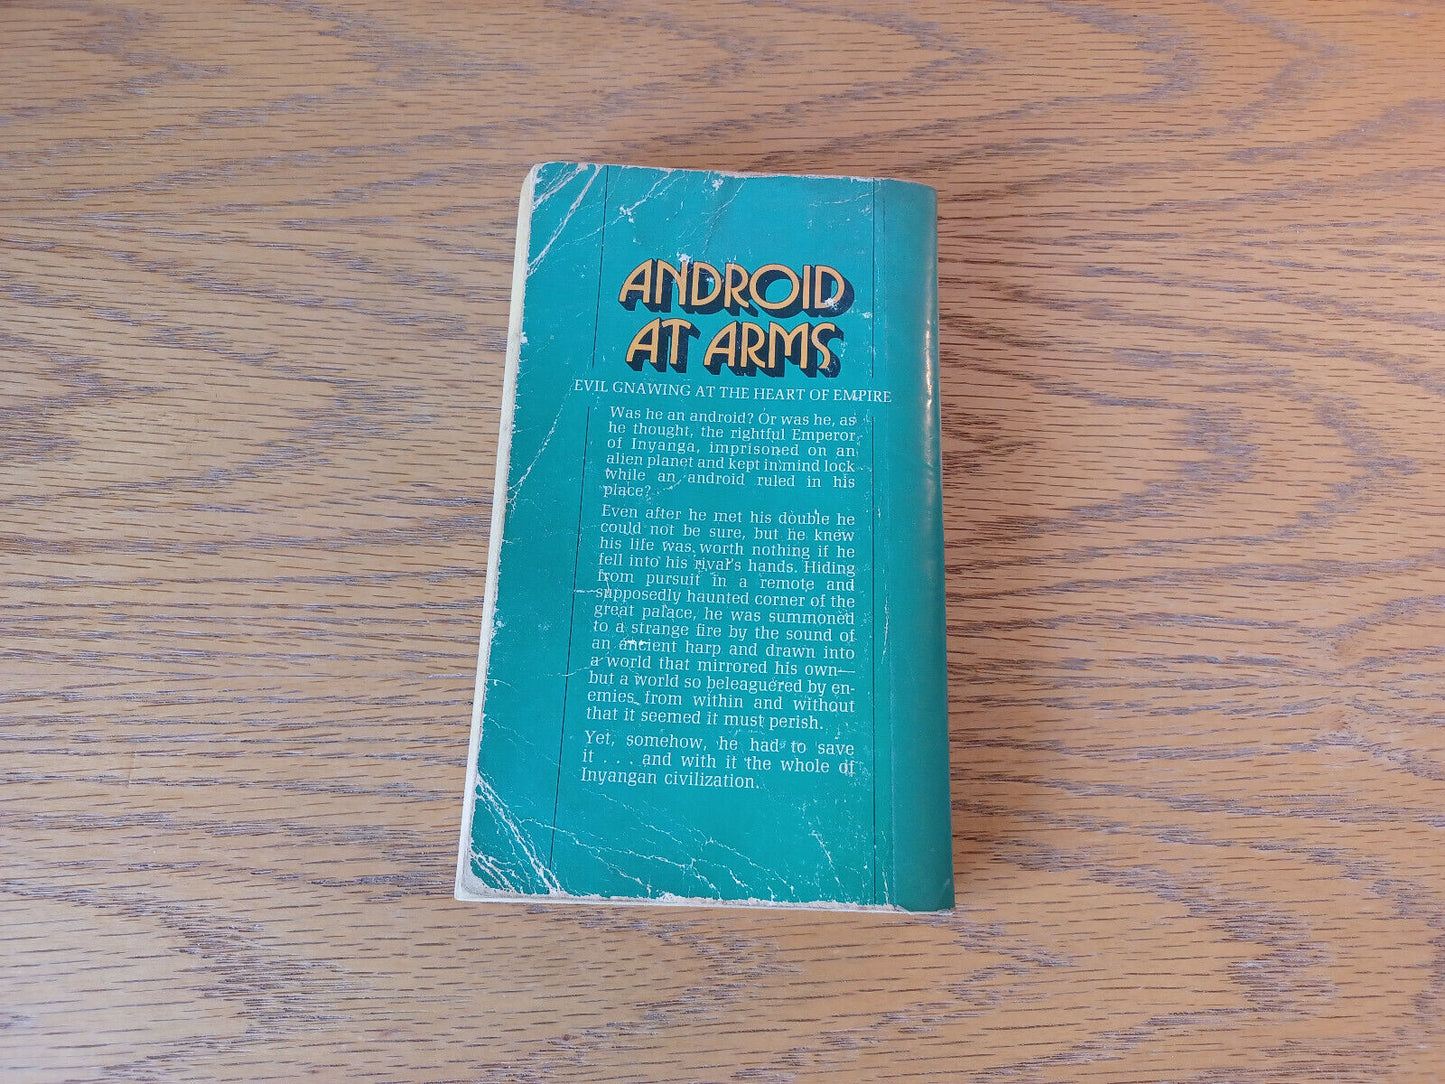 ANDROID
AT ARMS
EVIL GNAWING AT THE HEART OF EMPIRE
Was he an android? Or was he, as
he thought, the rightful Emperor
of Inyanga, imprisoned on an
alien planet and kept in mind lock
while an android ruled in his
place?
Even after he met his double he
could not be sure, but he knew
his life was worth nothing if he
fell into his rival's hands. Hiding
from pursuit in a remote and
supposedly haunted corner of the
great palace, he was summoned
to a strange fire by the sound of
an ancient harp and drawn into
a world that mirrored his own—
but a world so beleaguered by en-
emies from within and without
that it seemed it must perish.
Yet, somehow, he had to save
it . . . and with it the whole of
Inyangan civilization.